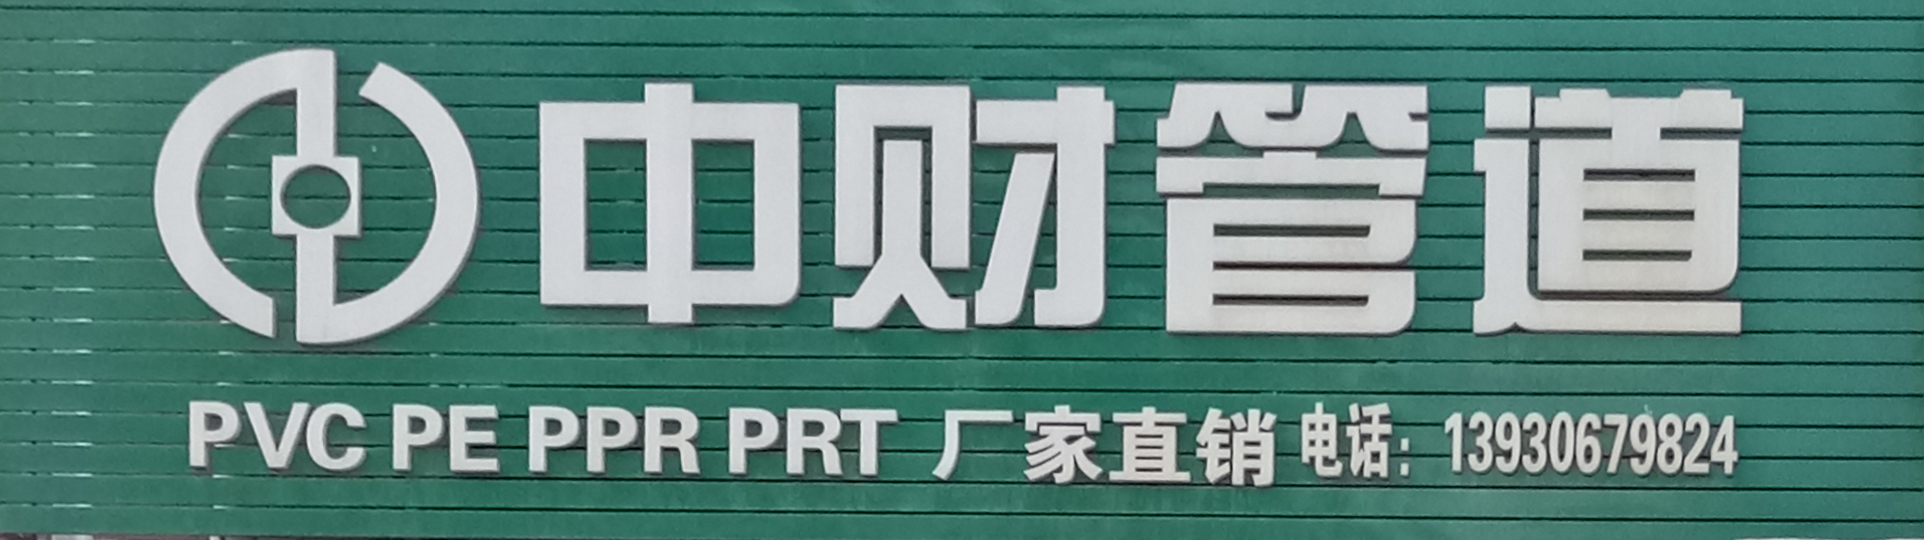 中财管道
PVC PE PPR PRT 厂家直销 电话：13930679824